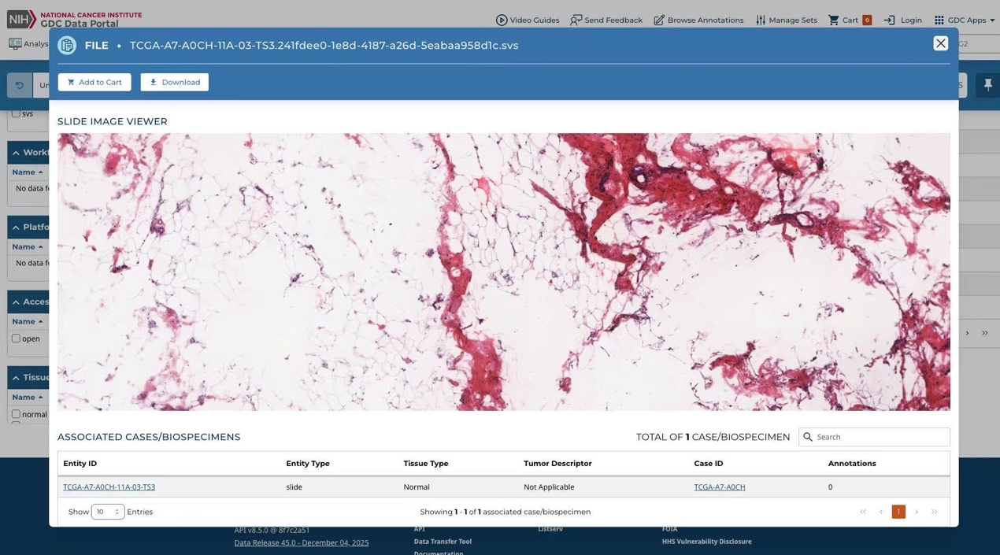 NIH NATIONAL CANCER INSTITUTE
GDC Data Portal
Video Guides Send Feedback Browse Annotations Manage Sets Cart 0 Login GDC Apps
Analys
G2
FILE • TCGA-A7-A0CH-11A-03-TS3.241fdee0-1e8d-4187-a26d-5eabaa958d1c.svs
Add to Cart Download
Un
S
svs
SLIDE IMAGE VIEWER
Workf
Name
No data fo
Platfo
Name
No data fo
Acces
Name
open
Tissue
Name
normal
ASSOCIATED CASES/BIOSPECIMENS
TOTAL OF 1 CASE/BIOSPECIMEN Search
Entity ID Entity Type Tissue Type Tumor Descriptor Case ID Annotations
TCGA-A7-A0CH-11A-03-TS3 slide Normal Not Applicable TCGA-A7-A0CH 0
Show 10 Entries Showing 1 - 1 of 1 associated case/biospecimen 1
API v8.5.0 @ 8f7c2a51 API Listserv FOIA
Data Release 45.0 - December 04, 2025 Data Transfer Tool HHS Vulnerability Disclosure
Documentation